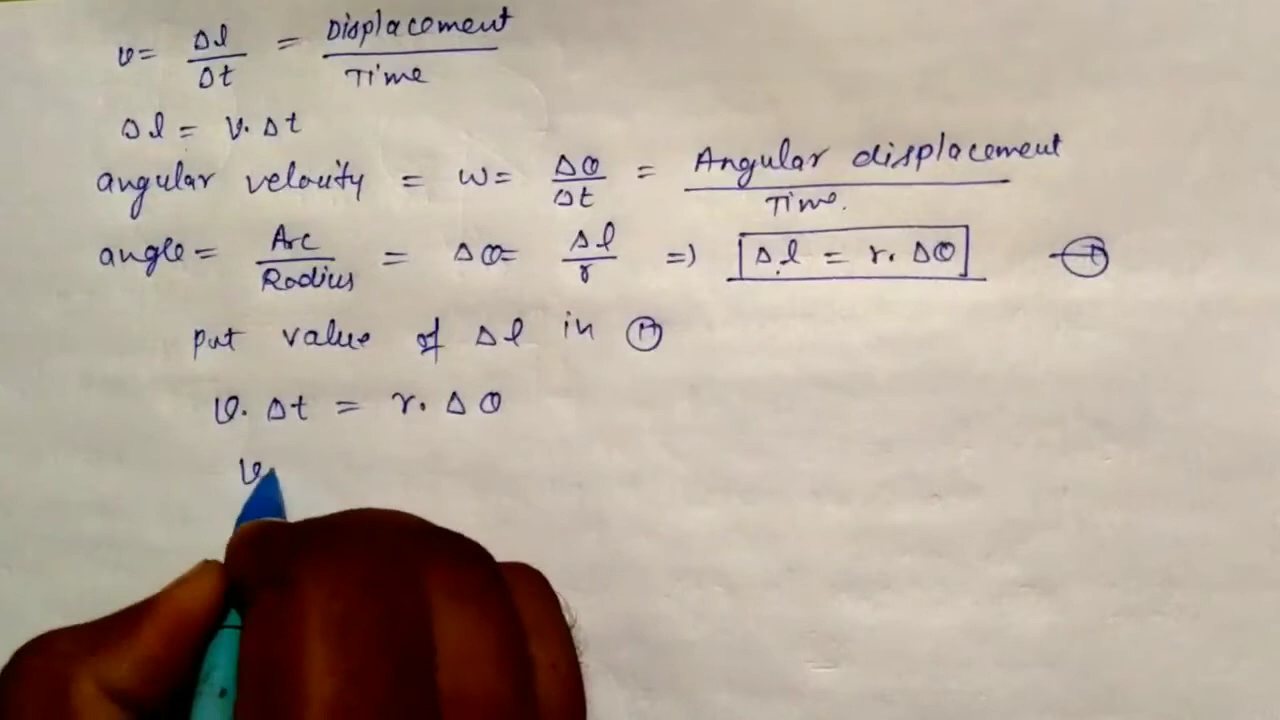 v = Δl/Δt = Displacement/Time
Δl = v. Δt
angular velocity = w = Δθ/Δt = Angular displacement/Time.
angle = Arc/Radius = Δθ = Δl/r => Δl = r. Δθ
put value of Δl in
v. Δt = r. Δθ
v